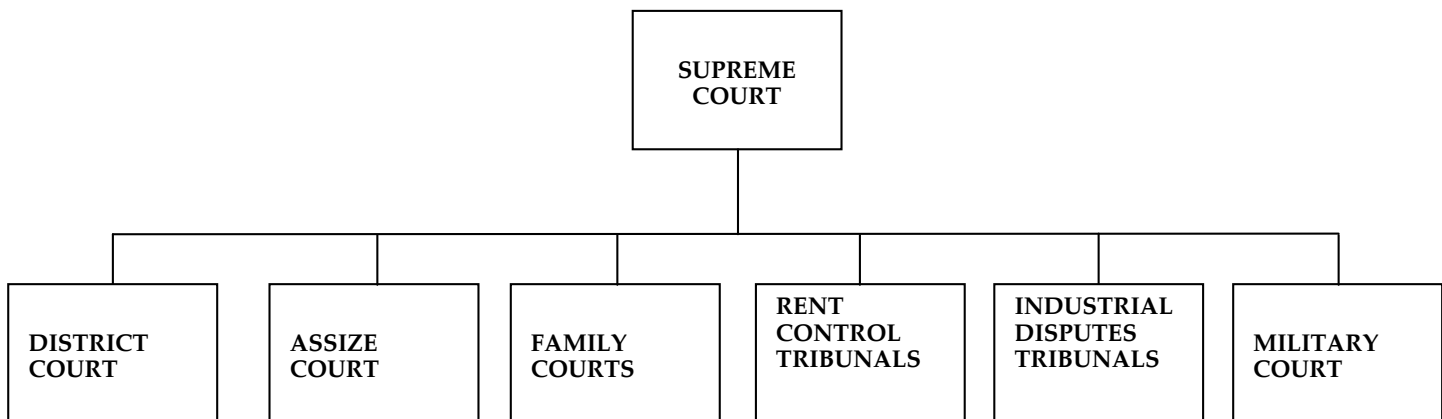 SUPREME
COURT
DISTRICT
COURT
ASSIZE
COURT
FAMILY
COURTS
RENT
CONTROL
TRIBUNALS
INDUSTRIAL
DISPUTES
TRIBUNALS
MILITARY
COURT